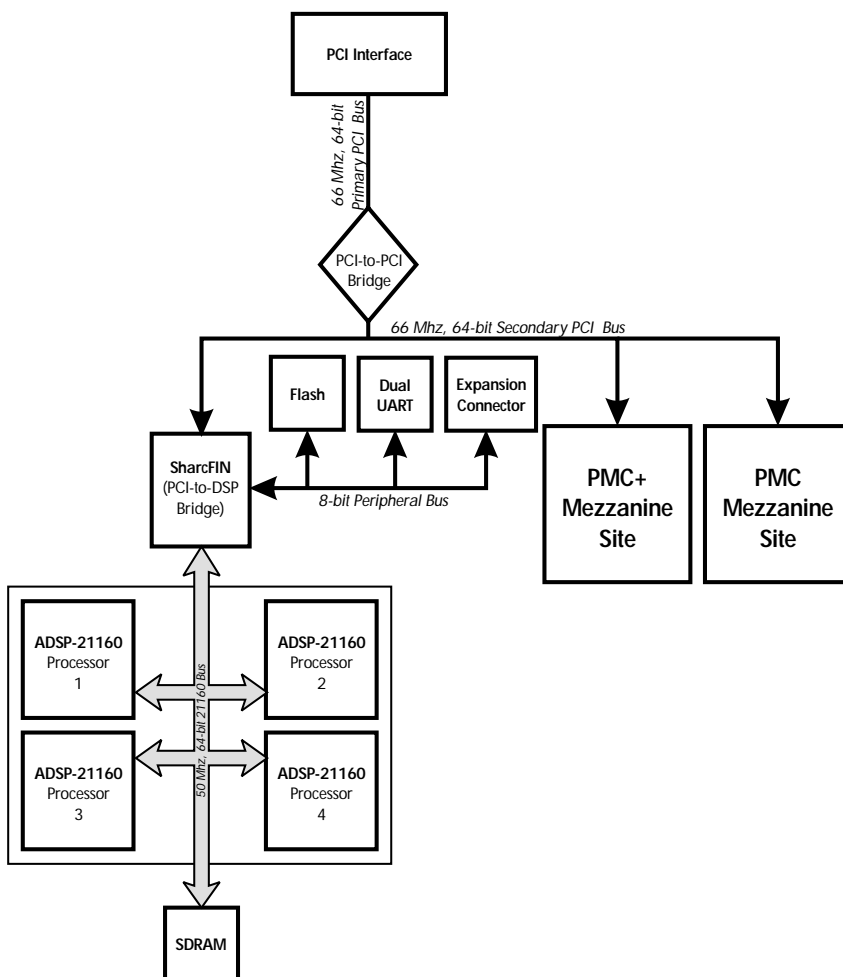 PCI Interface
66 Mhz, 64-bit
Primary PCI Bus
PCI-to-PCI
Bridge
66 Mhz, 64-bit Secondary PCI Bus
Flash
Dual
UART
Expansion
Connector
SharcFIN
(PCI-to-DSP
Bridge)
8-bit Peripheral Bus
PMC+
Mezzanine
Site
PMC
Mezzanine
Site
ADSP-21160
Processor
1
ADSP-21160
Processor
2
50 Mhz, 64-bit 21160 Bus
ADSP-21160
Processor
3
ADSP-21160
Processor
4
SDRAM